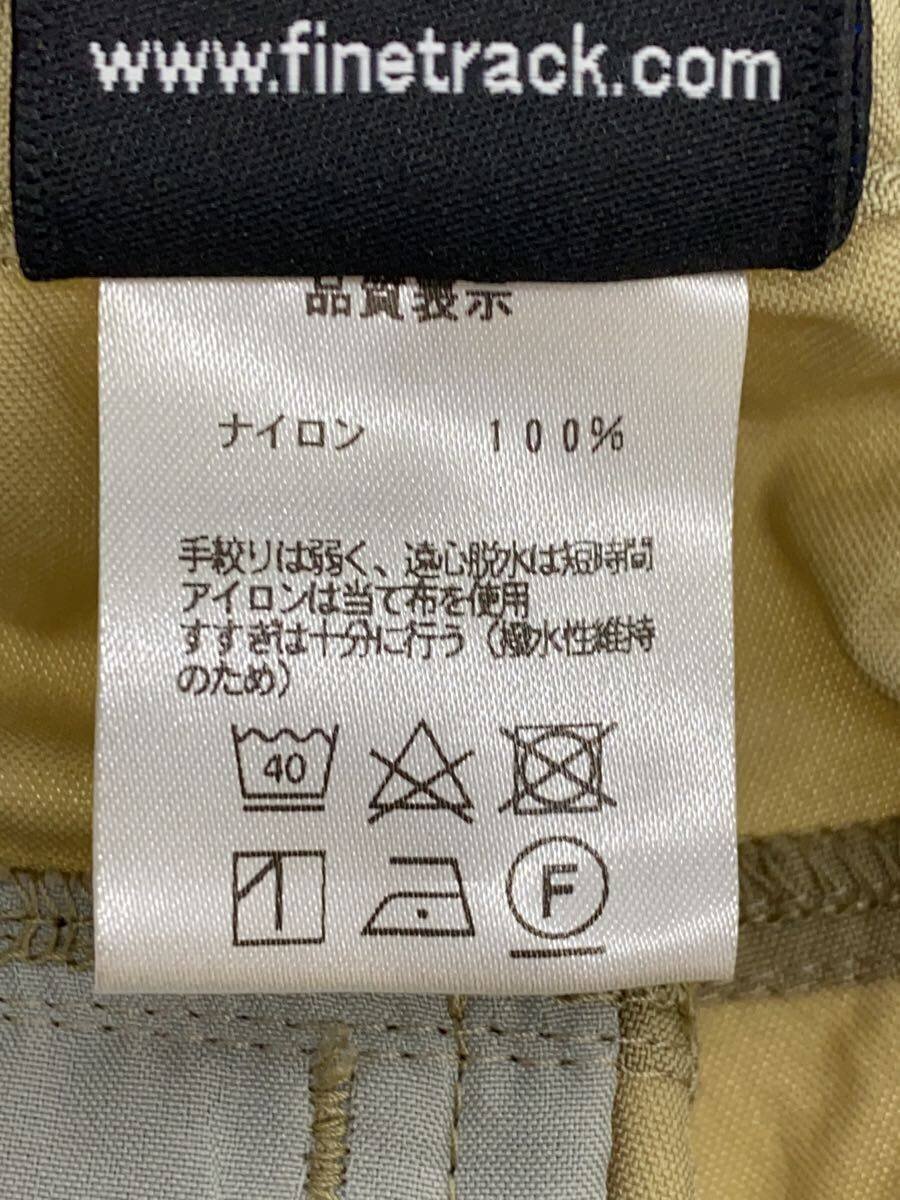 www.finetrack.com
品質表示
ナイロン 100%
手絞りは弱く、遠心脱水は短時間
アイロンは当て布を使用
すすぎは十分に行う（撥水性維持
のため）
40
F